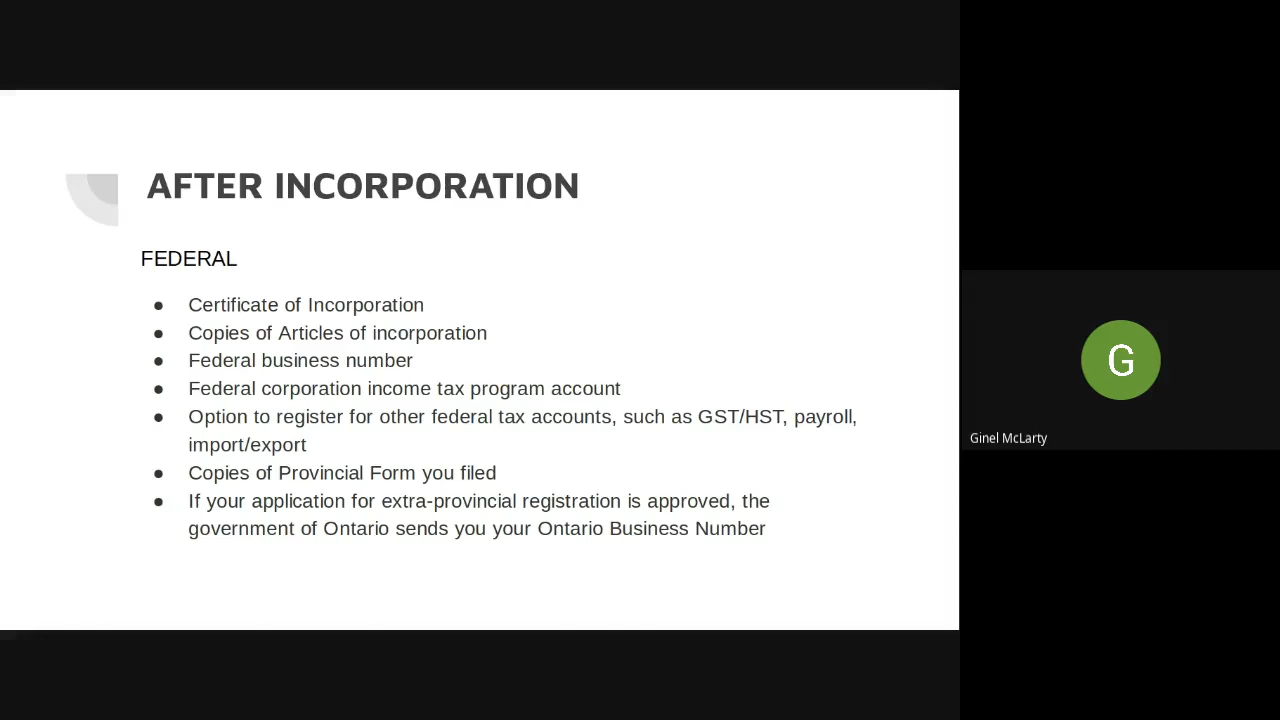 AFTER INCORPORATION
FEDERAL
● Certificate of Incorporation
● Copies of Articles of incorporation
● Federal business number
● Federal corporation income tax program account
● Option to register for other federal tax accounts, such as GST/HST, payroll,
import/export
● Copies of Provincial Form you filed
● If your application for extra-provincial registration is approved, the
government of Ontario sends you your Ontario Business Number
G
Ginel McLarty